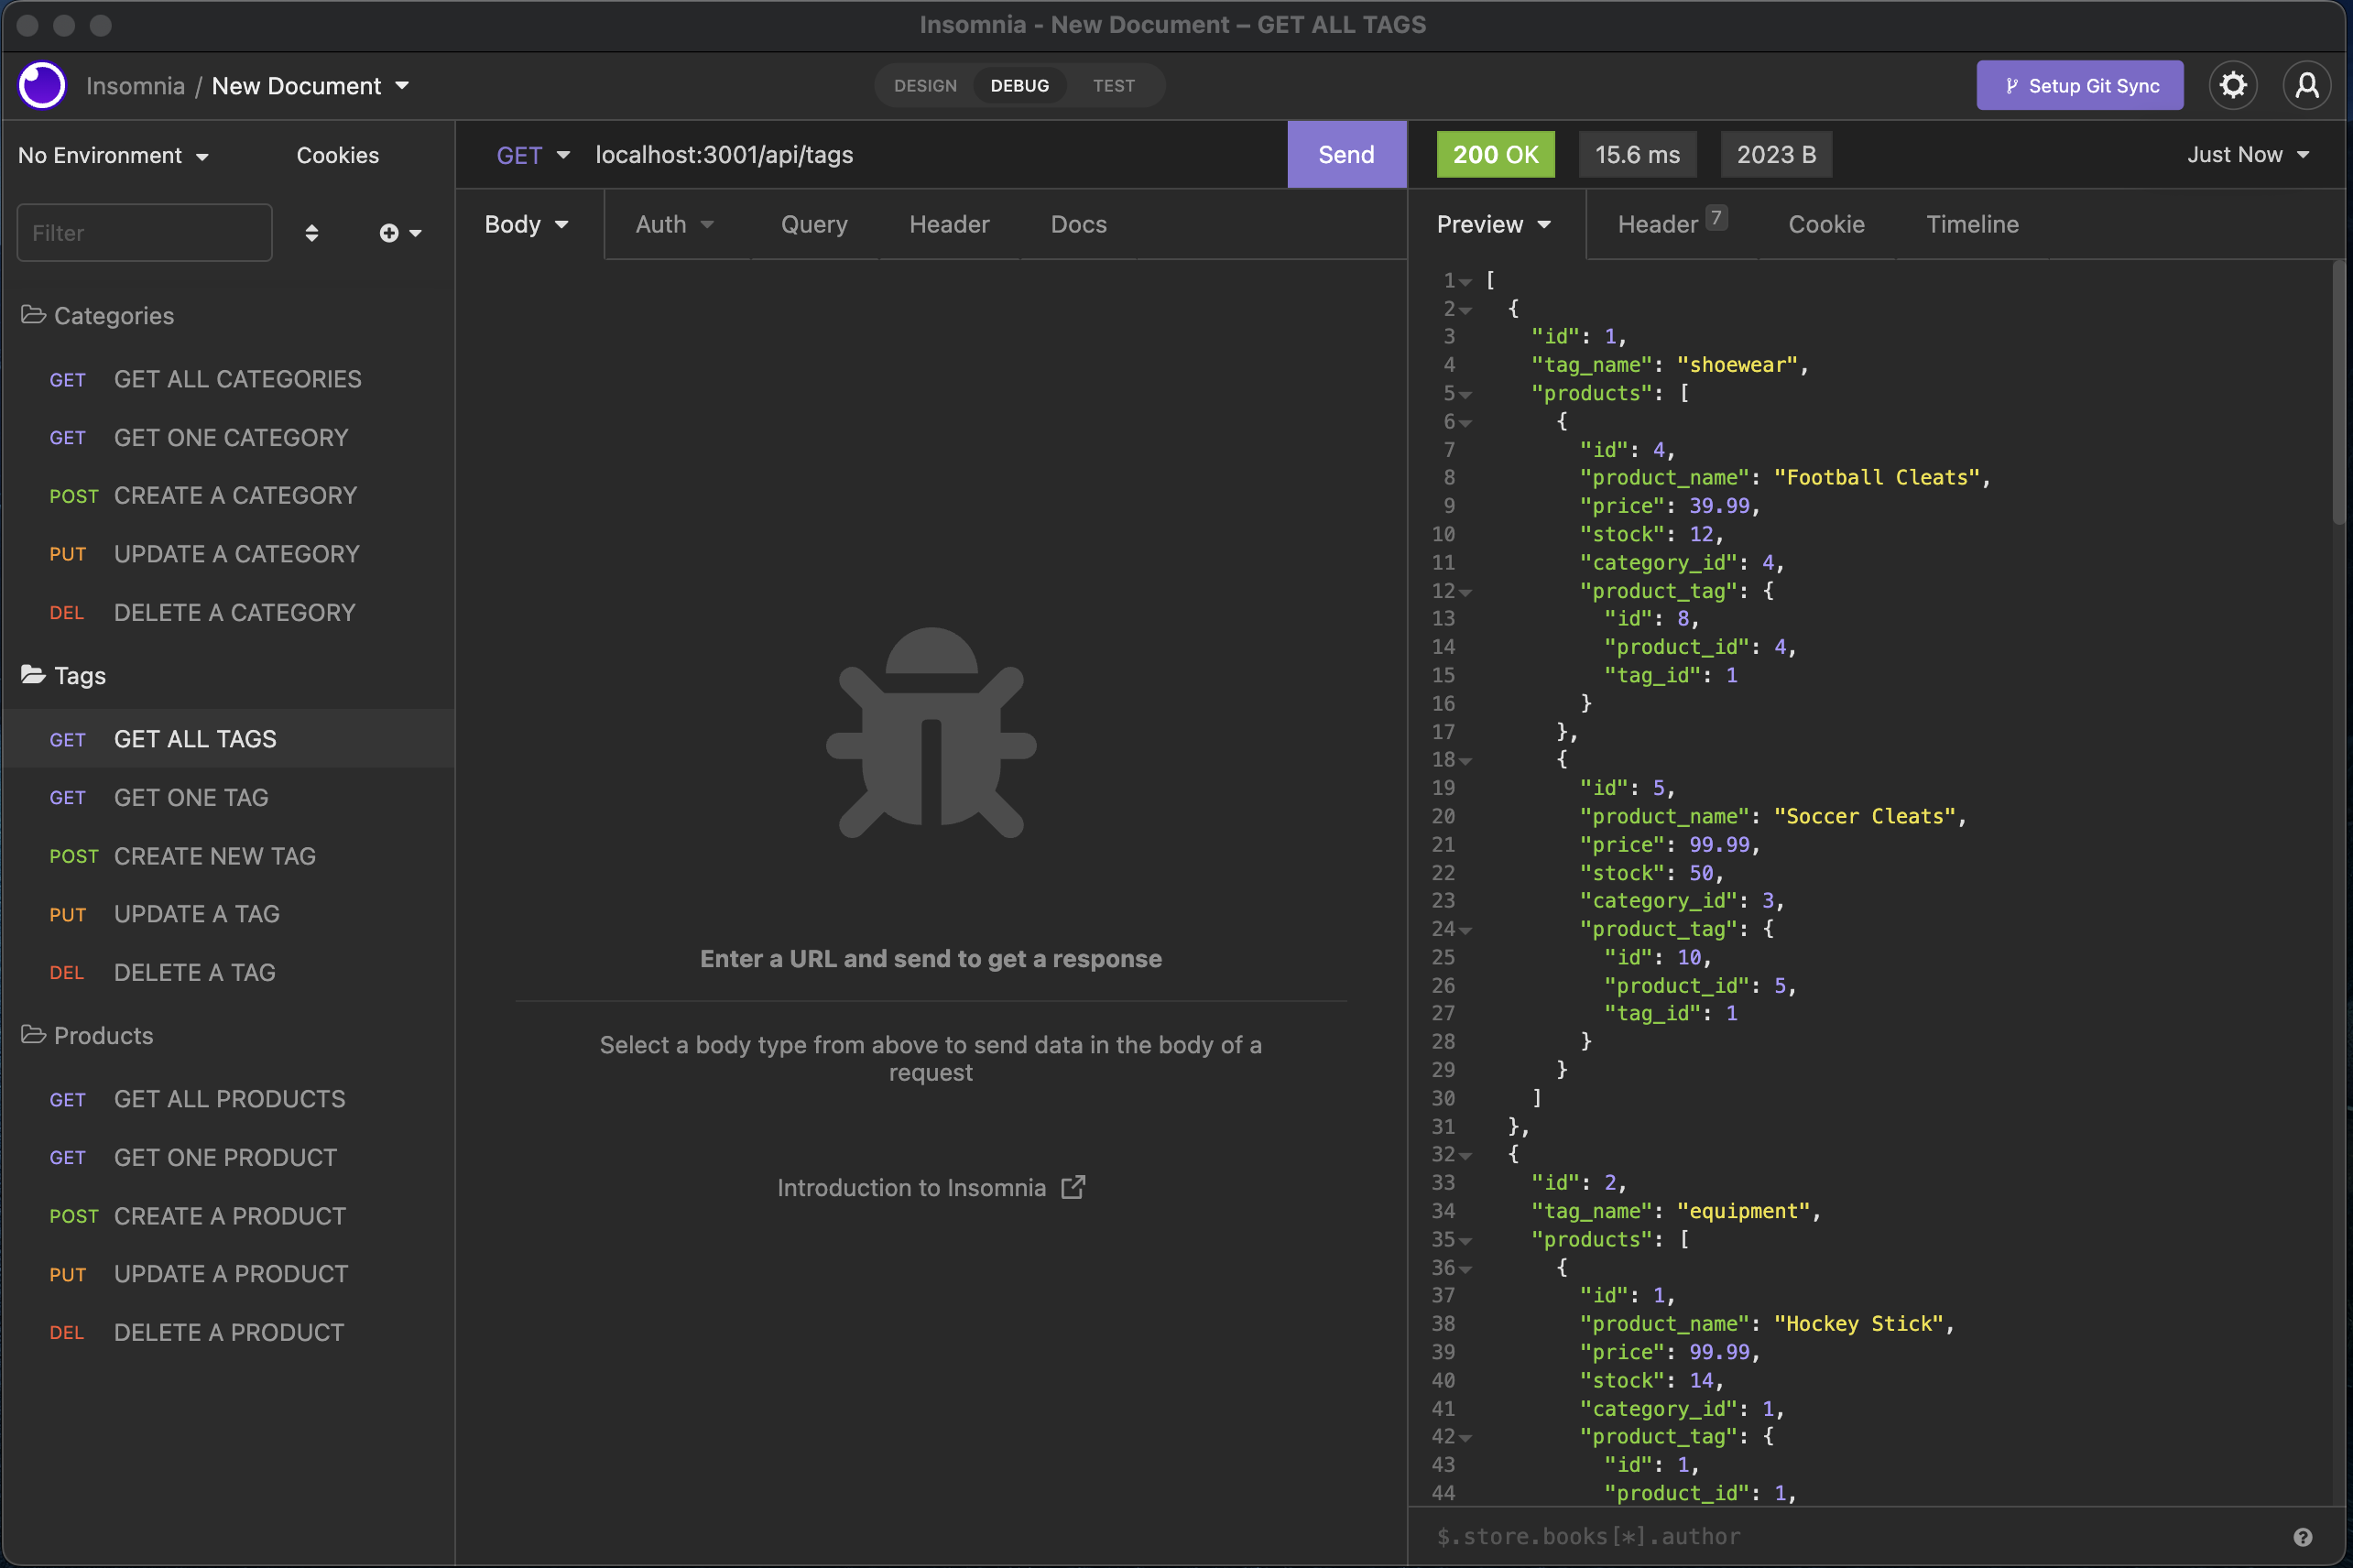 Insomnia - New Document – GET ALL TAGS
Insomnia / New Document
DESIGN DEBUG TEST
Setup Git Sync
No Environment Cookies
Filter
Categories
GET GET ALL CATEGORIES
GET GET ONE CATEGORY
POST CREATE A CATEGORY
PUT UPDATE A CATEGORY
DEL DELETE A CATEGORY
Tags
GET GET ALL TAGS
GET GET ONE TAG
POST CREATE NEW TAG
PUT UPDATE A TAG
DEL DELETE A TAG
Products
GET GET ALL PRODUCTS
GET GET ONE PRODUCT
POST CREATE A PRODUCT
PUT UPDATE A PRODUCT
DEL DELETE A PRODUCT
GET localhost:3001/api/tags Send
Body Auth Query Header Docs
Enter a URL and send to get a response
Select a body type from above to send data in the body of a
request
Introduction to Insomnia
200 OK 15.6 ms 2023 B Just Now
Preview Header 7 Cookie Timeline
1 [
2 {
3 "id": 1,
4 "tag_name": "shoewear",
5 "products": [
6 {
7 "id": 4,
8 "product_name": "Football Cleats",
9 "price": 39.99,
10 "stock": 12,
11 "category_id": 4,
12 "product_tag": {
13 "id": 8,
14 "product_id": 4,
15 "tag_id": 1
16 }
17 },
18 {
19 "id": 5,
20 "product_name": "Soccer Cleats",
21 "price": 99.99,
22 "stock": 50,
23 "category_id": 3,
24 "product_tag": {
25 "id": 10,
26 "product_id": 5,
27 "tag_id": 1
28 }
29 }
30 ]
31 },
32 {
33 "id": 2,
34 "tag_name": "equipment",
35 "products": [
36 {
37 "id": 1,
38 "product_name": "Hockey Stick",
39 "price": 99.99,
40 "stock": 14,
41 "category_id": 1,
42 "product_tag": {
43 "id": 1,
44 "product_id": 1,
$.store.books[*].author